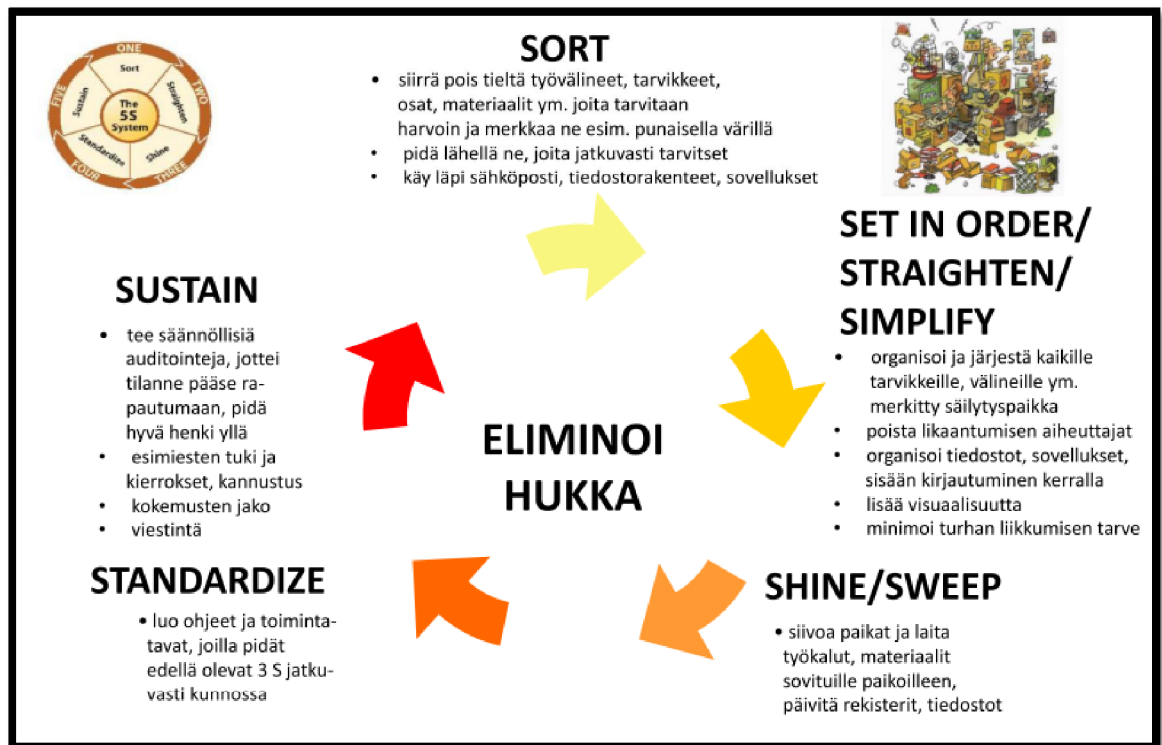 ONE
TWO
THREE
FOUR
FIVE
Sort
Straighten
Shine
Standardize
Sustain
The
5S
System
SORT
• siirrä pois tieltä työvälineet, tarvikkeet,
osat, materiaalit ym. joita tarvitaan
harvoin ja merkkaa ne esim. punaisella värillä
• pidä lähellä ne, joita jatkuvasti tarvitset
• käy läpi sähköposti, tiedostorakenteet, sovellukset
SET IN ORDER/
STRAIGHTEN/
SIMPLIFY
• organisoi ja järjestä kaikille
tarvikkeille, välineille ym.
merkitty säilytyspaikka
• poista likaantumisen aiheuttajat
• organisoi tiedostot, sovellukset,
sisään kirjautuminen kerralla
• lisää visuaalisuutta
• minimoi turhan liikkumisen tarve
SHINE/SWEEP
• siivoa paikat ja laita
työkalut, materiaalit
sovituille paikoilleen,
päivitä rekisterit, tiedostot
STANDARDIZE
• luo ohjeet ja toiminta-
tavat, joilla pidät
edellä olevat 3 S jatku-
vasti kunnossa
SUSTAIN
• tee säännöllisiä
auditointeja, jottei
tilanne pääse ra-
pautumaan, pidä
hyvä henki yllä
• esimiesten tuki ja
kierrokset, kannustus
• kokemusten jako
• viestintä
ELIMINOI
HUKKA